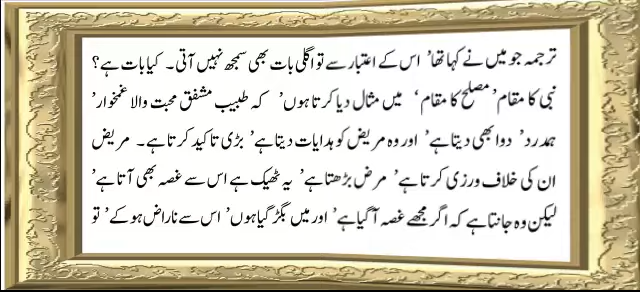 ترجمہ جو میں نے کہا تھا’ اس کے اعتبار سے تو اگلی بات بھی سمجھ نہیں آتی۔ کیا بات ہے؟
نبی کا مقام’ مصلح کا مقام‘ میں مثال دیا کرتا ہوں’ کہ طبیب مشفق محبت والا غمخوار’
ہمدرد’ دوا بھی دیتا ہے’ اور وہ مریض کو ہدایات دیتا ہے’ بڑی تاکید کرتا ہے۔ مریض
ان کی خلاف ورزی کرتا ہے’ مرض بڑھتا ہے’ یہ ٹھیک ہے اس سے غصہ بھی آتا ہے’
لیکن وہ جانتا ہے کہ اگر مجھے غصہ آ گیا ہے’ اور میں بگڑ گیا ہوں’ اس سے ناراض ہو کے’ تو